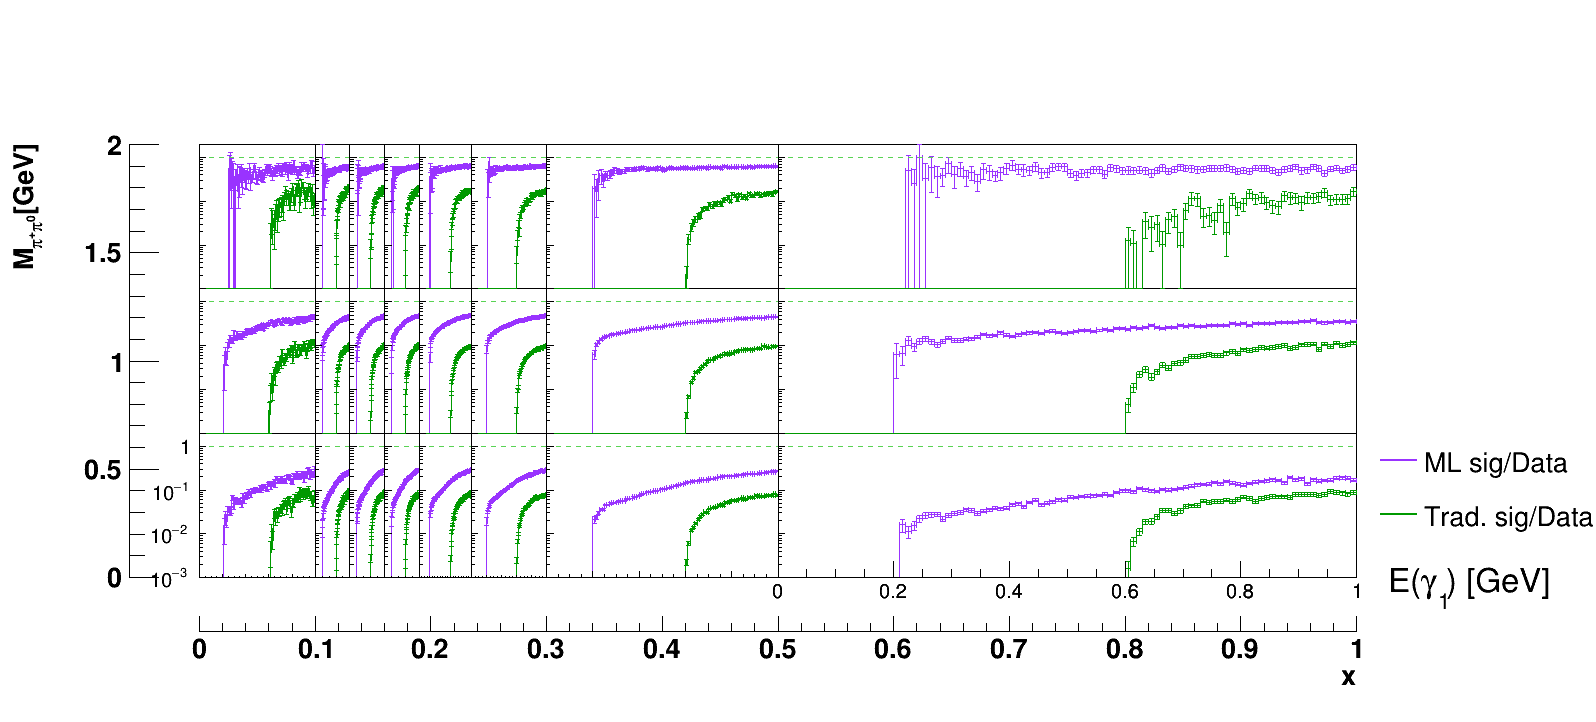 M π⁺π⁰ [GeV]
2
1.5
1
0.5
0
1
10⁻¹
10⁻²
10⁻³
0 0.2 0.4 0.6 0.8 1
0 0.1 0.2 0.3 0.4 0.5 0.6 0.7 0.8 0.9 1
x
ML sig/Data
Trad. sig/Data
E(γ₁) [GeV]